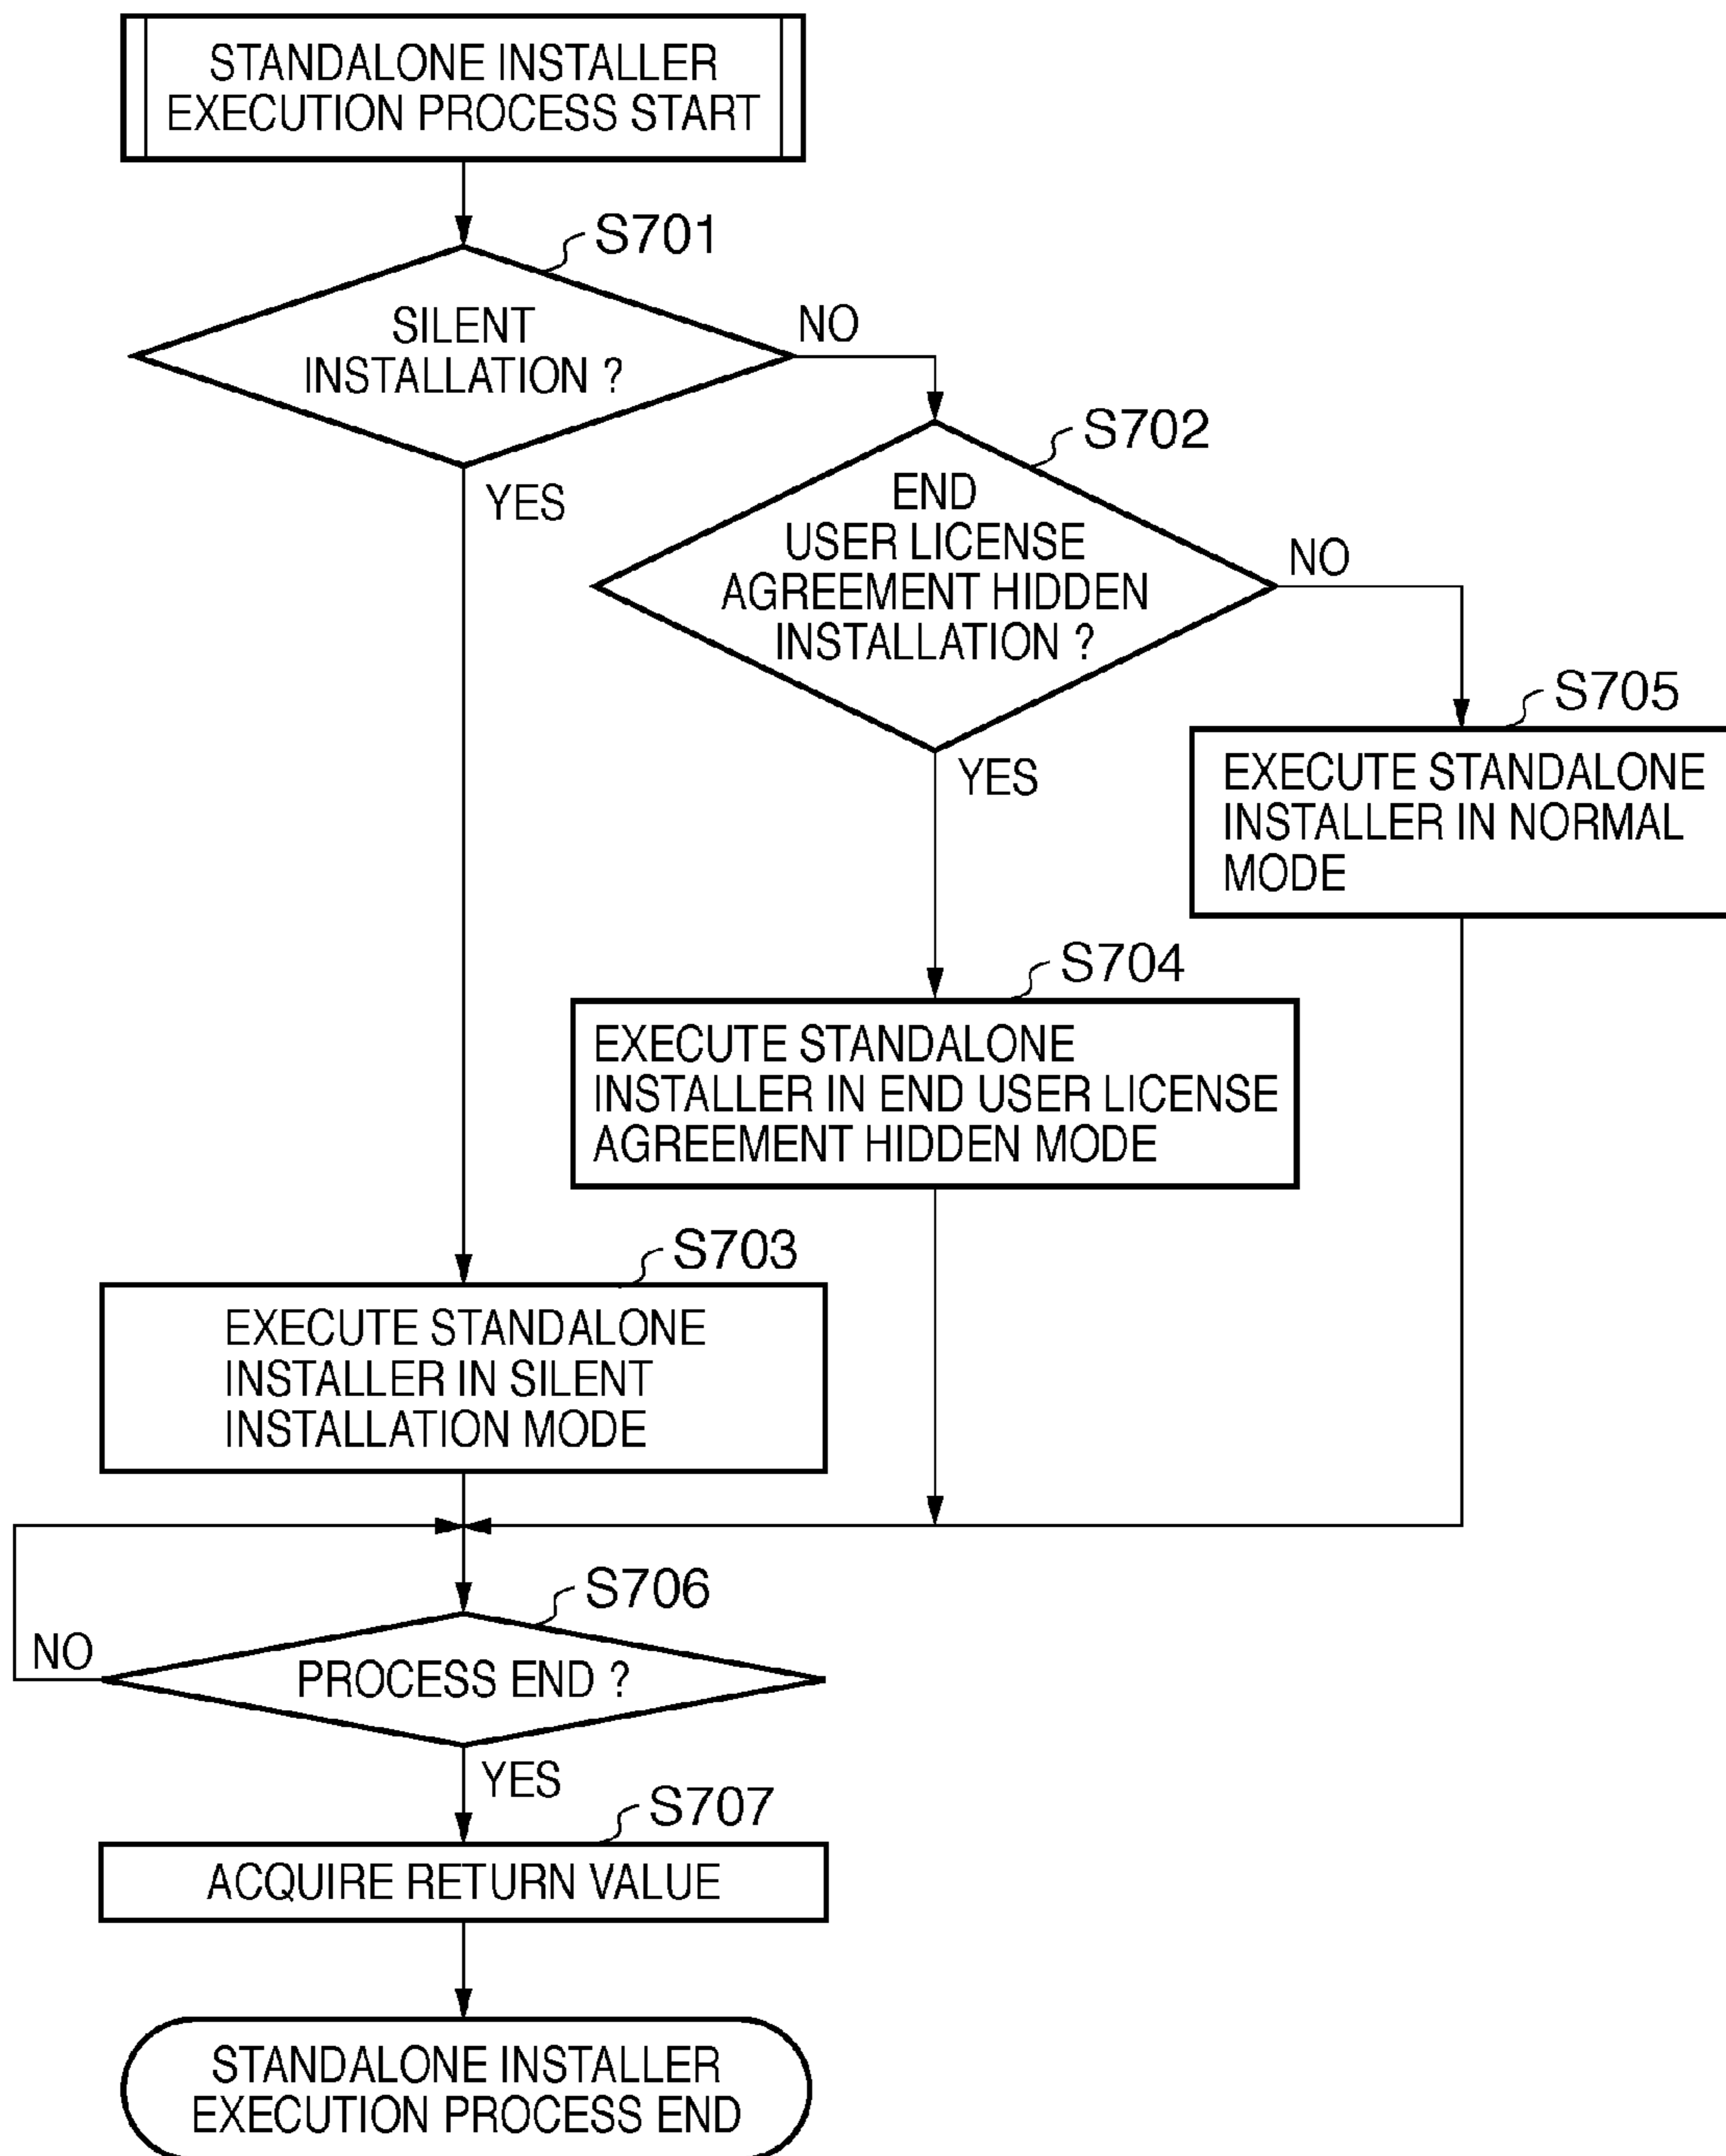 STANDALONE INSTALLER
EXECUTION PROCESS START
S701
SILENT
INSTALLATION ?
NO
YES
S702
END
USER LICENSE
AGREEMENT HIDDEN
INSTALLATION ?
NO
YES
S705
EXECUTE STANDALONE
INSTALLER IN NORMAL
MODE
S704
EXECUTE STANDALONE
INSTALLER IN END USER LICENSE
AGREEMENT HIDDEN MODE
S703
EXECUTE STANDALONE
INSTALLER IN SILENT
INSTALLATION MODE
S706
NO
PROCESS END ?
YES
S707
ACQUIRE RETURN VALUE
STANDALONE INSTALLER
EXECUTION PROCESS END